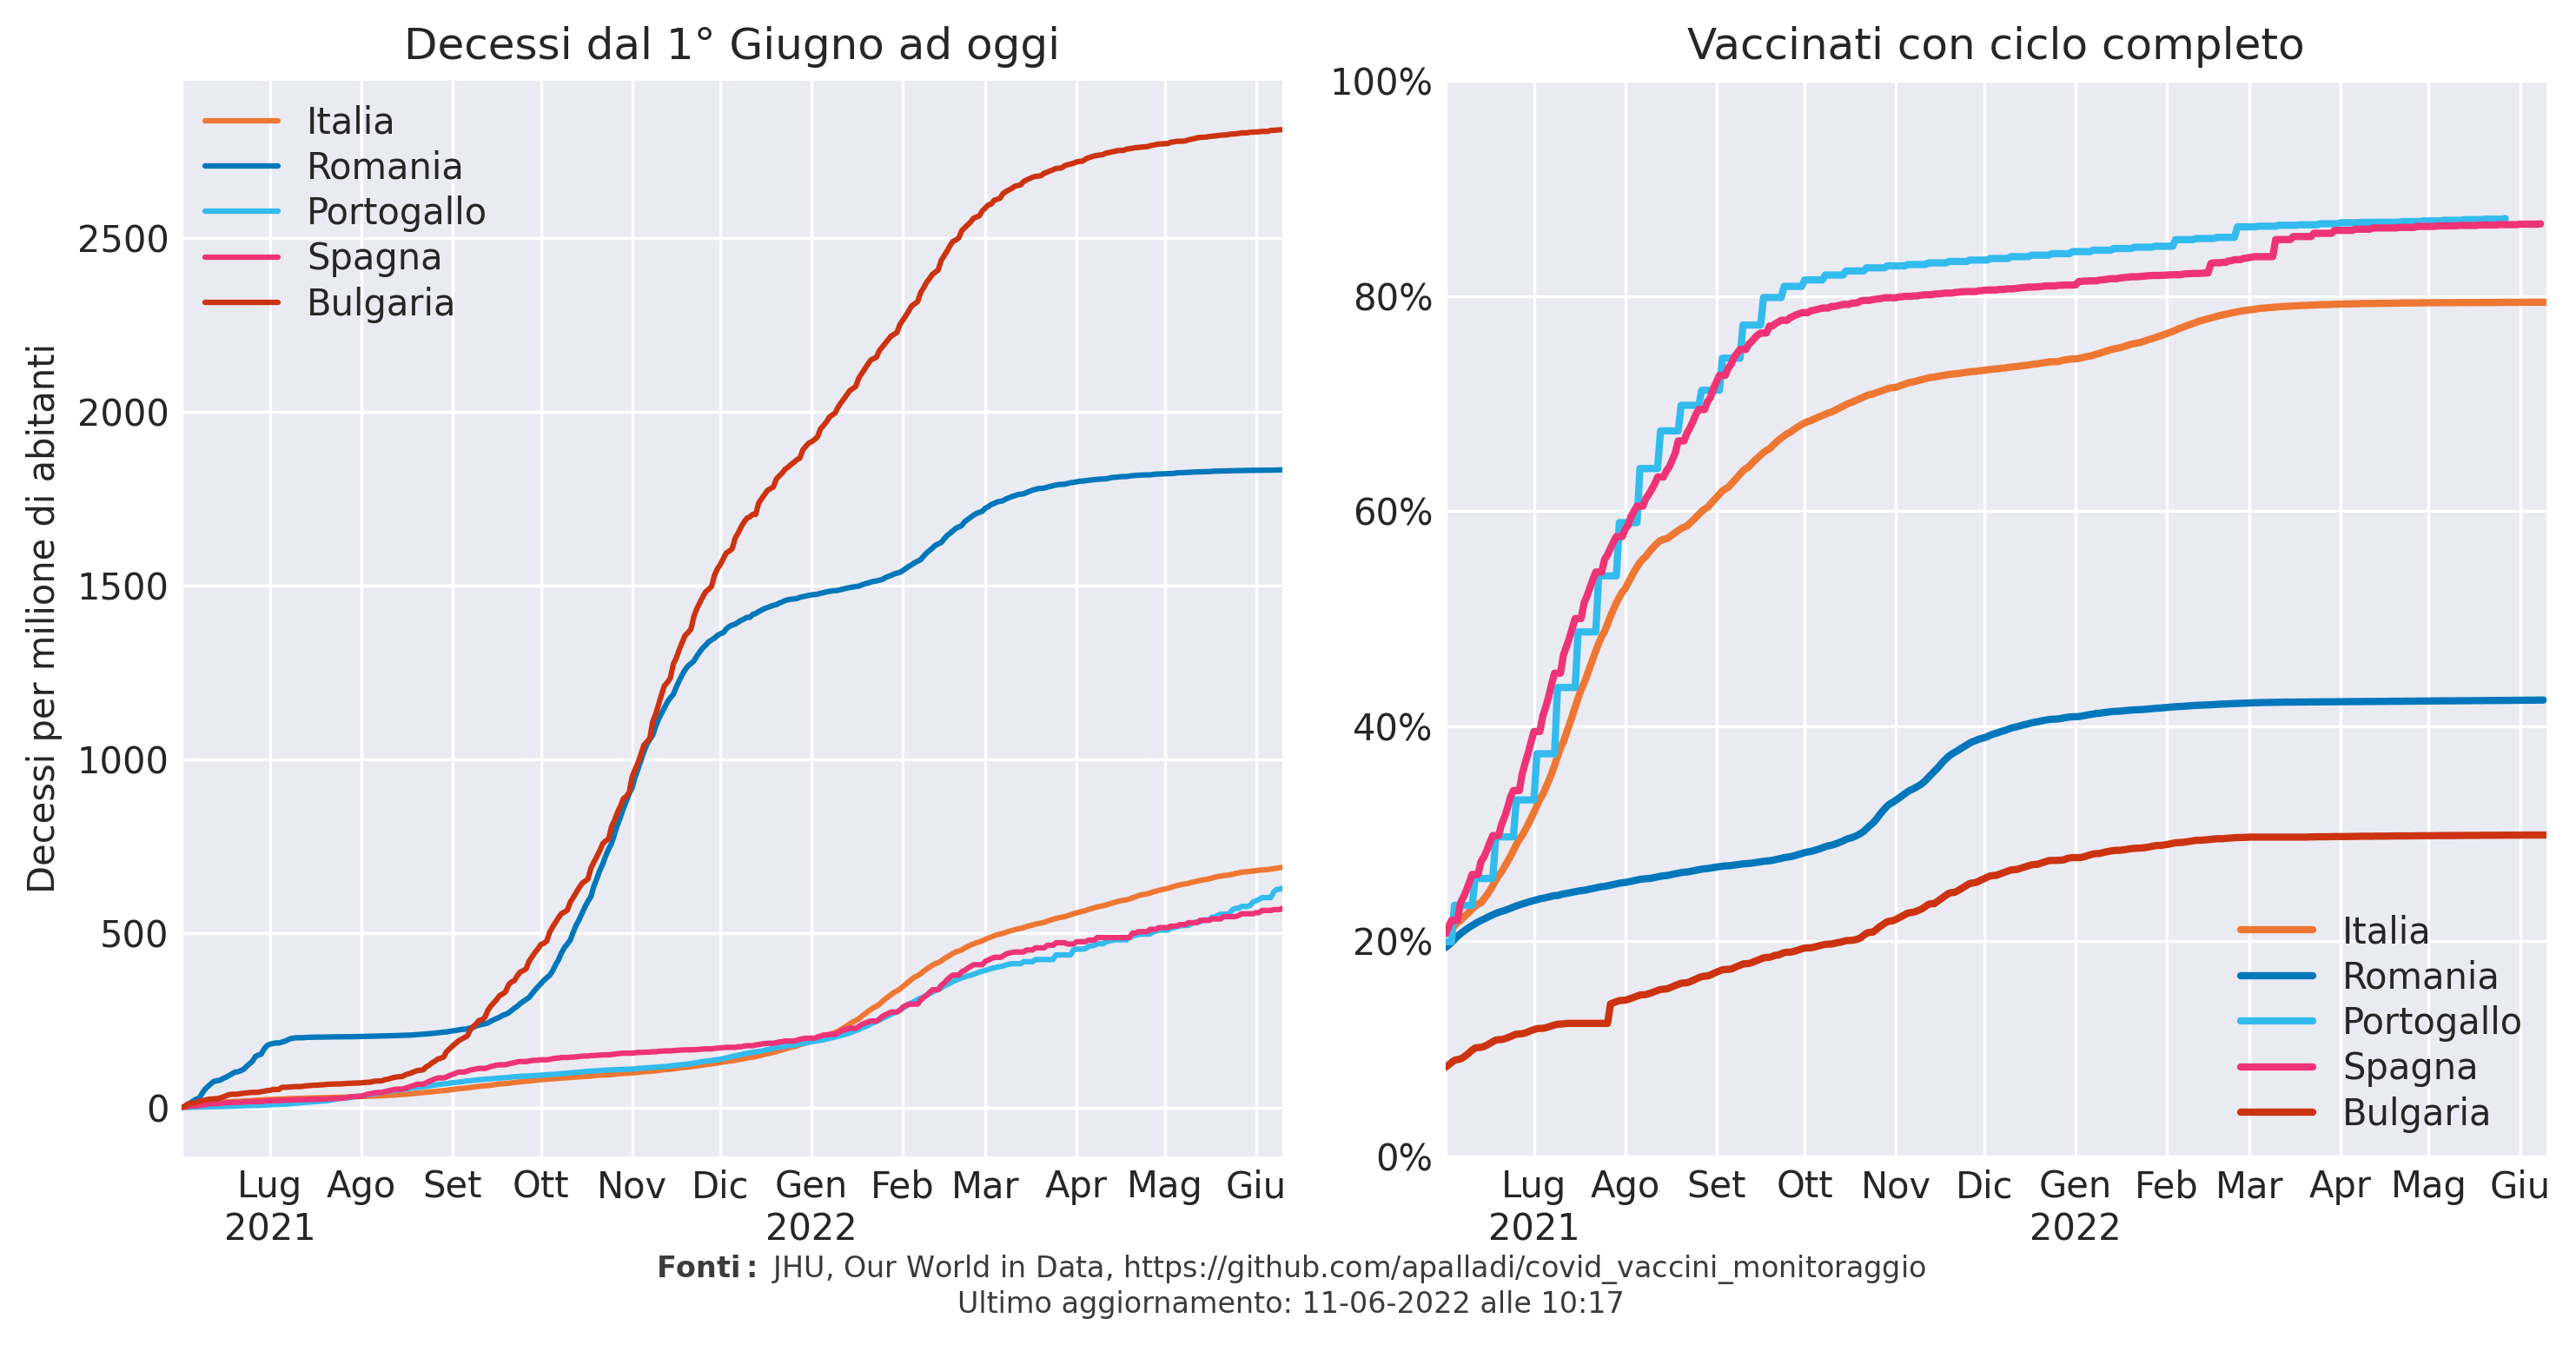 Decessi dal 1° Giugno ad oggi
Decessi per milione di abitanti
2500
2000
1500
1000
500
0
Italia
Romania
Portogallo
Spagna
Bulgaria
Lug Ago Set Ott Nov Dic Gen Feb Mar Apr Mag Giu
2021 2022
Vaccinati con ciclo completo
100%
80%
60%
40%
20%
0%
Italia
Romania
Portogallo
Spagna
Bulgaria
Lug Ago Set Ott Nov Dic Gen Feb Mar Apr Mag Giu
2021 2022
Fonti: JHU, Our World in Data, https://github.com/apalladi/covid_vaccini_monitoraggio
Ultimo aggiornamento: 11-06-2022 alle 10:17